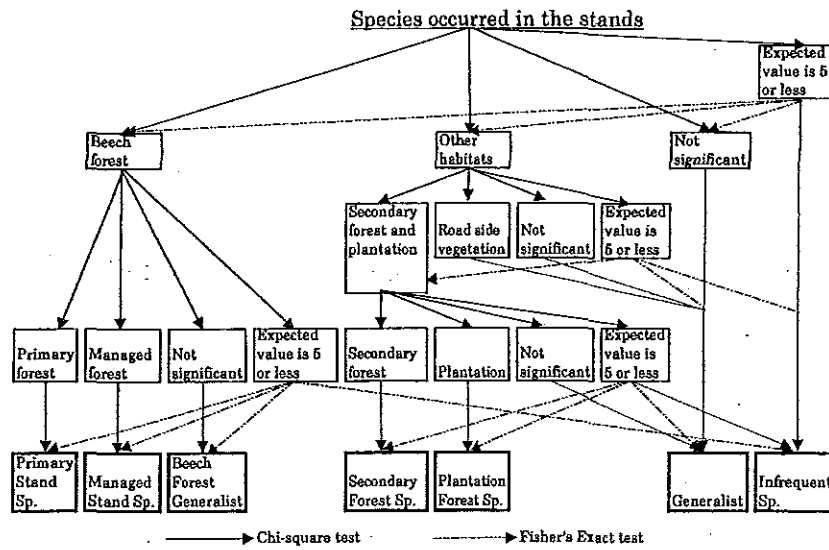 Species occurred in the stands
Expected
value is 5
or less
Beech
forest
Other
habitats
Not
significant
Secondary
forest and
plantation
Road side
vegetation
Not
significant
Expected
value is
5 or less
Primary
forest
Managed
forest
Not
significant
Expected
value is 5
or less
Secondary
forest
Plantation
Not
significant
Expected
value is
5 or less
Primary
Stand
Sp.
Managed
Stand Sp.
Beech
Forest
Generalist
Secondary
Forest Sp.
Plantation
Forest Sp.
Generalist
Infrequent
Sp.
Chi-square test
Fisher's Exact test